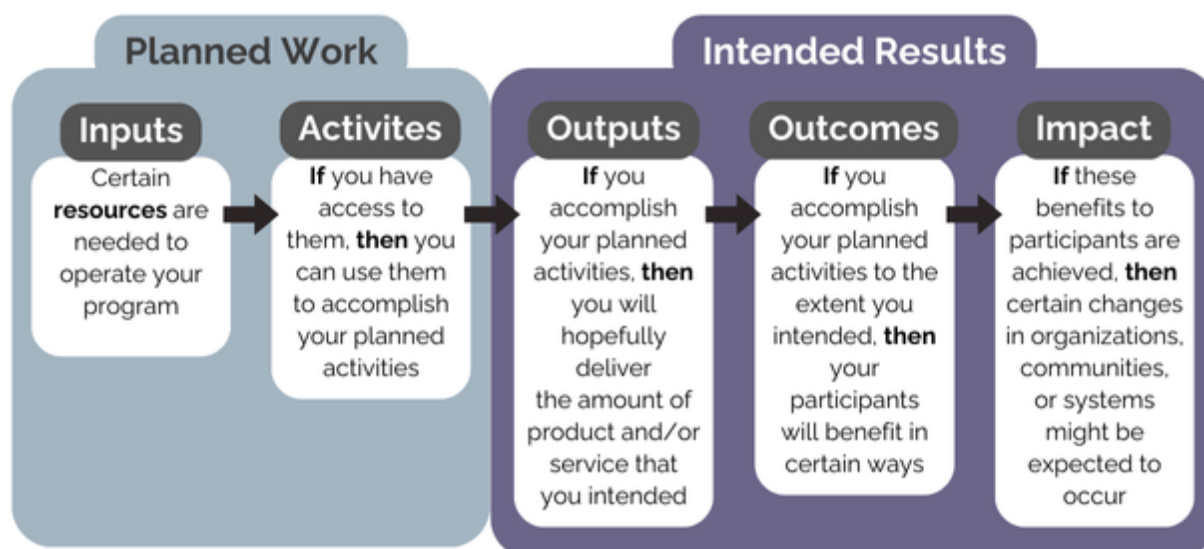 Planned Work
Intended Results
Inputs
Certain
resources are
needed to
operate your
program
Activites
If you have
access to
them, then you
can use them
to accomplish
your planned
activities
Outputs
If you
accomplish
your planned
activities, then
you will
hopefully
deliver
the amount of
product and/or
service that
you intended
Outcomes
If you
accomplish
your planned
activities to the
extent you
intended, then
your
participants
will benefit in
certain ways
Impact
If these
benefits to
participants are
achieved, then
certain changes
in organizations,
communities,
or systems
might be
expected to
occur